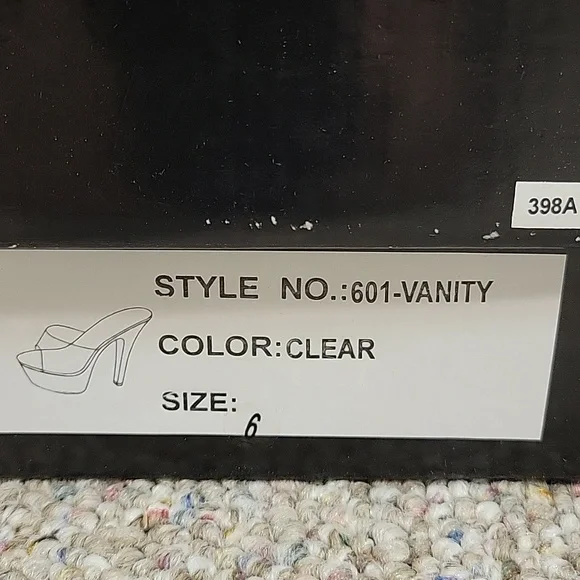 398A
STYLE NO.:601-VANITY
COLOR:CLEAR
SIZE:
6